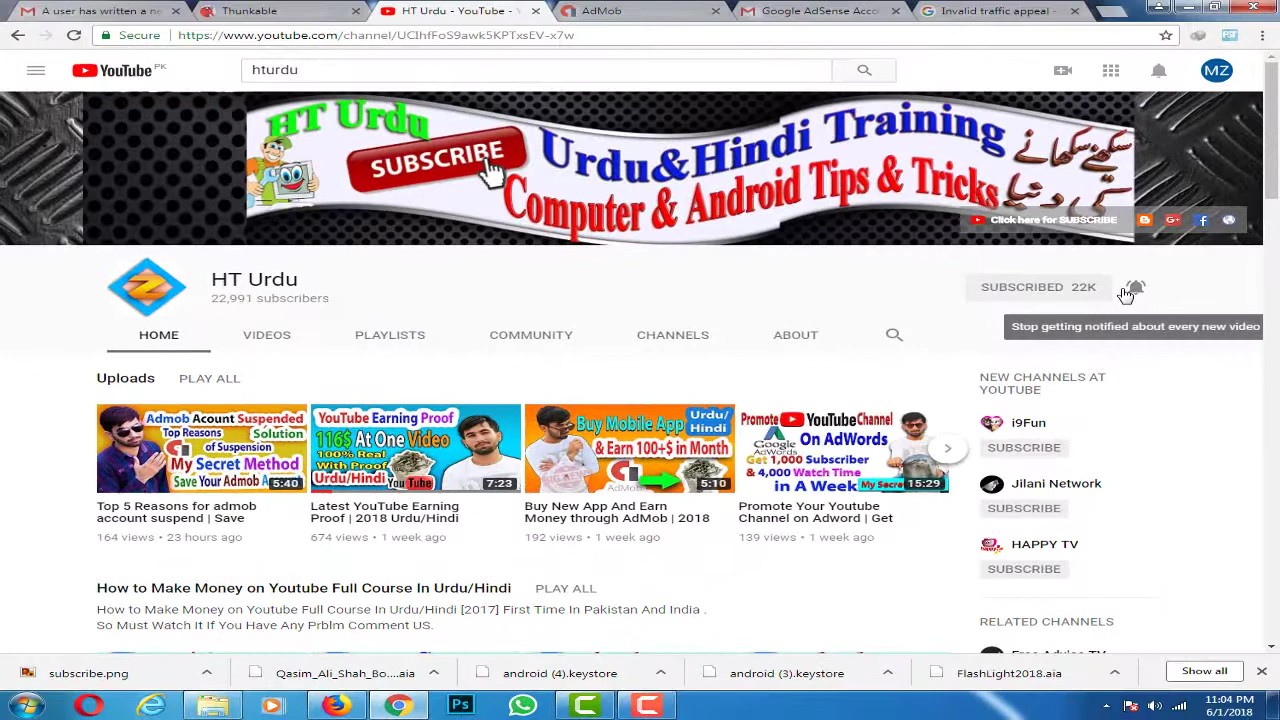 A user has written a ne
Thunkable
HT Urdu - YouTube -
AdMob
Google AdSense Acco
Invalid traffic appeal -
Secure
https://www.youtube.com/channel/UCIhfFoS9awk5KPTxsEV-x7w
YouTube PK
hturdu
MZ
HT Urdu
SUBSCRIBE
Urdu&Hindi Training
Computer & Android Tips & Tricks
سیکھنے سکھانے
کی دنیا
Click here for SUBSCRIBE
HT Urdu
22,991 subscribers
SUBSCRIBED 22K
Stop getting notified about every new video
HOME VIDEOS PLAYLISTS COMMUNITY CHANNELS ABOUT
Uploads PLAY ALL
Admob Acount Suspended
Top Reasons of Suspension
Solution
My Secret Method
Save Your Admob A
5:40
YouTube Earning Proof
116$ At One Video
100% Real
With Proof
Urdu/Hindi
YouTube
7:23
Buy Mobile App
& Earn 100+$ in Month
Urdu/
Hindi
AdMob
5:10
Promote YouTube Channel
Google AdWords
On AdWords
Get 1,000 Subscriber
& 4,000 Watch Time
in A Week
My Secre
15:29
Top 5 Reasons for admob
account suspend | Save
164 views • 23 hours ago
Latest YouTube Earning
Proof | 2018 Urdu/Hindi
674 views • 1 week ago
Buy New App And Earn
Money through AdMob | 2018
192 views • 1 week ago
Promote Your Youtube
Channel on Adword | Get
139 views • 1 week ago
How to Make Money on Youtube Full Course In Urdu/Hindi PLAY ALL
How to Make Money on Youtube Full Course In Urdu/Hindi [2017] First Time In Pakistan And India .
So Must Watch It If You Have Any Prblm Comment US.
NEW CHANNELS AT
YOUTUBE
i9Fun
SUBSCRIBE
Jilani Network
SUBSCRIBE
HAPPY TV
SUBSCRIBE
RELATED CHANNELS
subscribe.png
Qasim_Ali_Shah_Bo....aia
android (4).keystore
android (3).keystore
FlashLight2018.aia
Show all
Ps
11:04 PM
6/1/2018